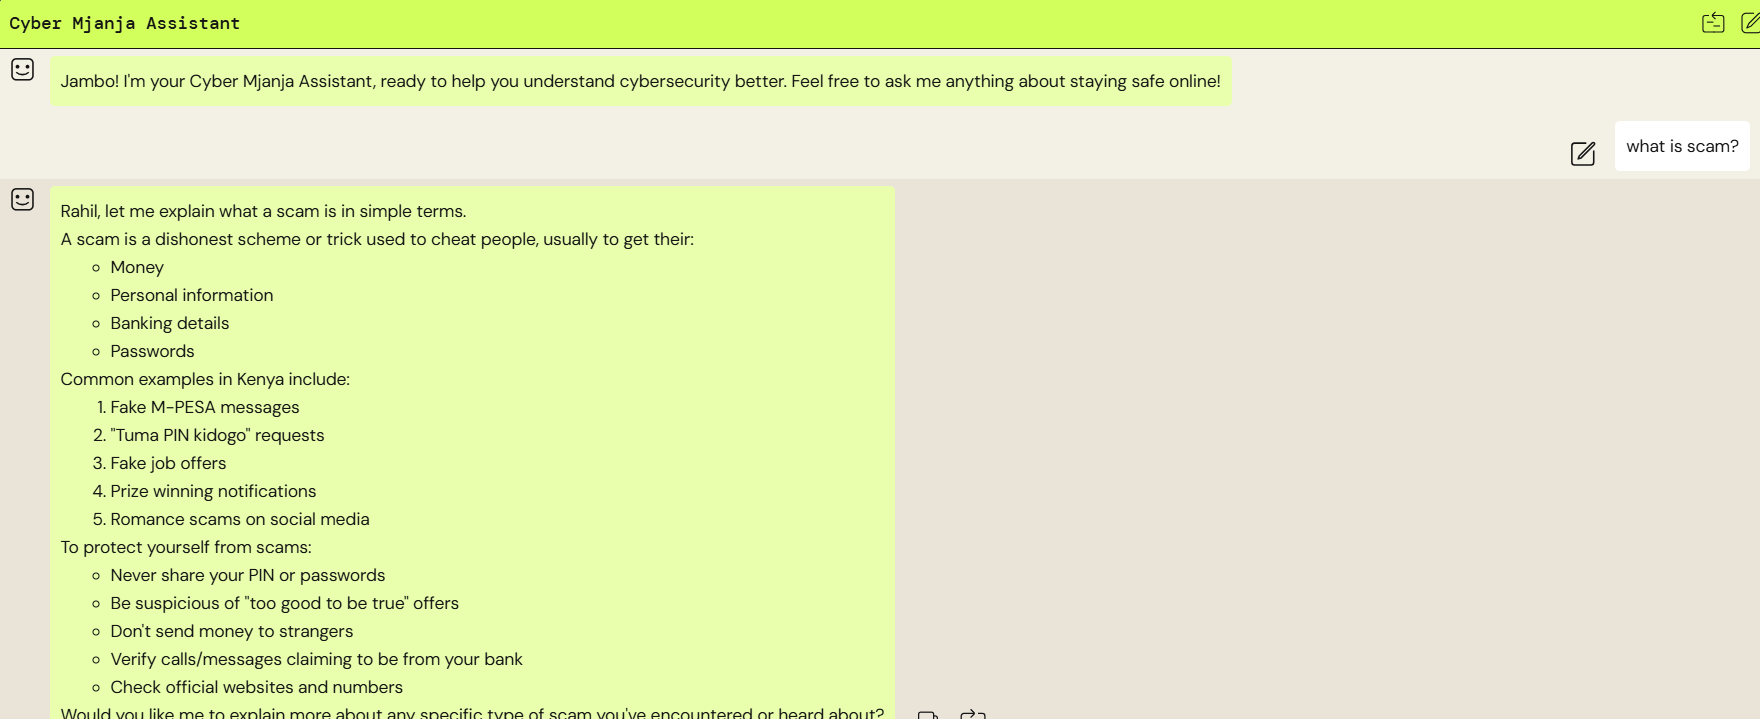 Cyber Mjanja Assistant
Jambo! I'm your Cyber Mjanja Assistant, ready to help you understand cybersecurity better. Feel free to ask me anything about staying safe online!
what is scam?
Rahil, let me explain what a scam is in simple terms.
A scam is a dishonest scheme or trick used to cheat people, usually to get their:
Money
Personal information
Banking details
Passwords
Common examples in Kenya include:
1. Fake M-PESA messages
2. "Tuma PIN kidogo" requests
3. Fake job offers
4. Prize winning notifications
5. Romance scams on social media
To protect yourself from scams:
Never share your PIN or passwords
Be suspicious of "too good to be true" offers
Don't send money to strangers
Verify calls/messages claiming to be from your bank
Check official websites and numbers
Would you like me to explain more about any specific type of scam you've encountered or heard about?